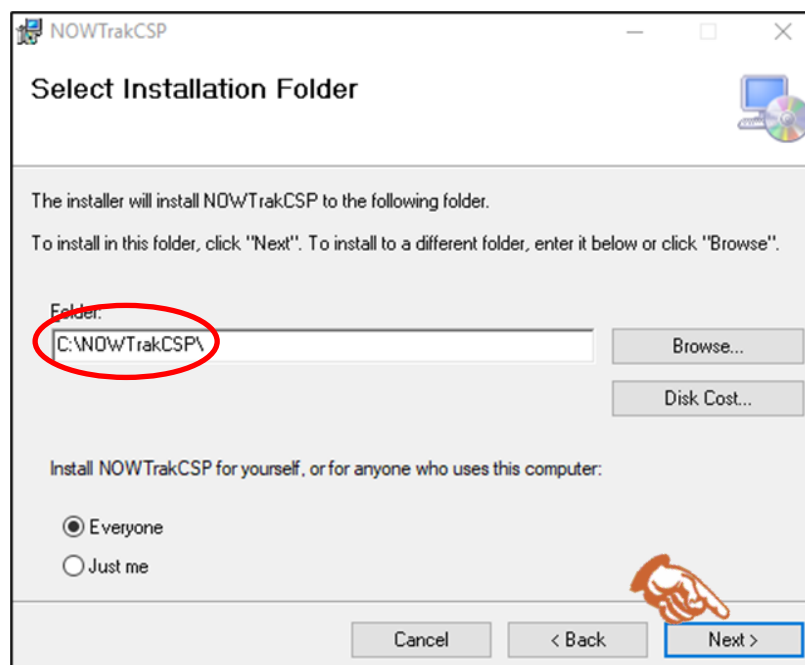 NOWTrakCSP
Select Installation Folder
The installer will install NOWTrakCSP to the following folder.
To install in this folder, click "Next". To install to a different folder, enter it below or click "Browse".
Folder:
C:\NOWTrakCSP\
Browse...
Disk Cost...
Install NOWTrakCSP for yourself, or for anyone who uses this computer:
Everyone
Just me
Cancel
< Back
Next >